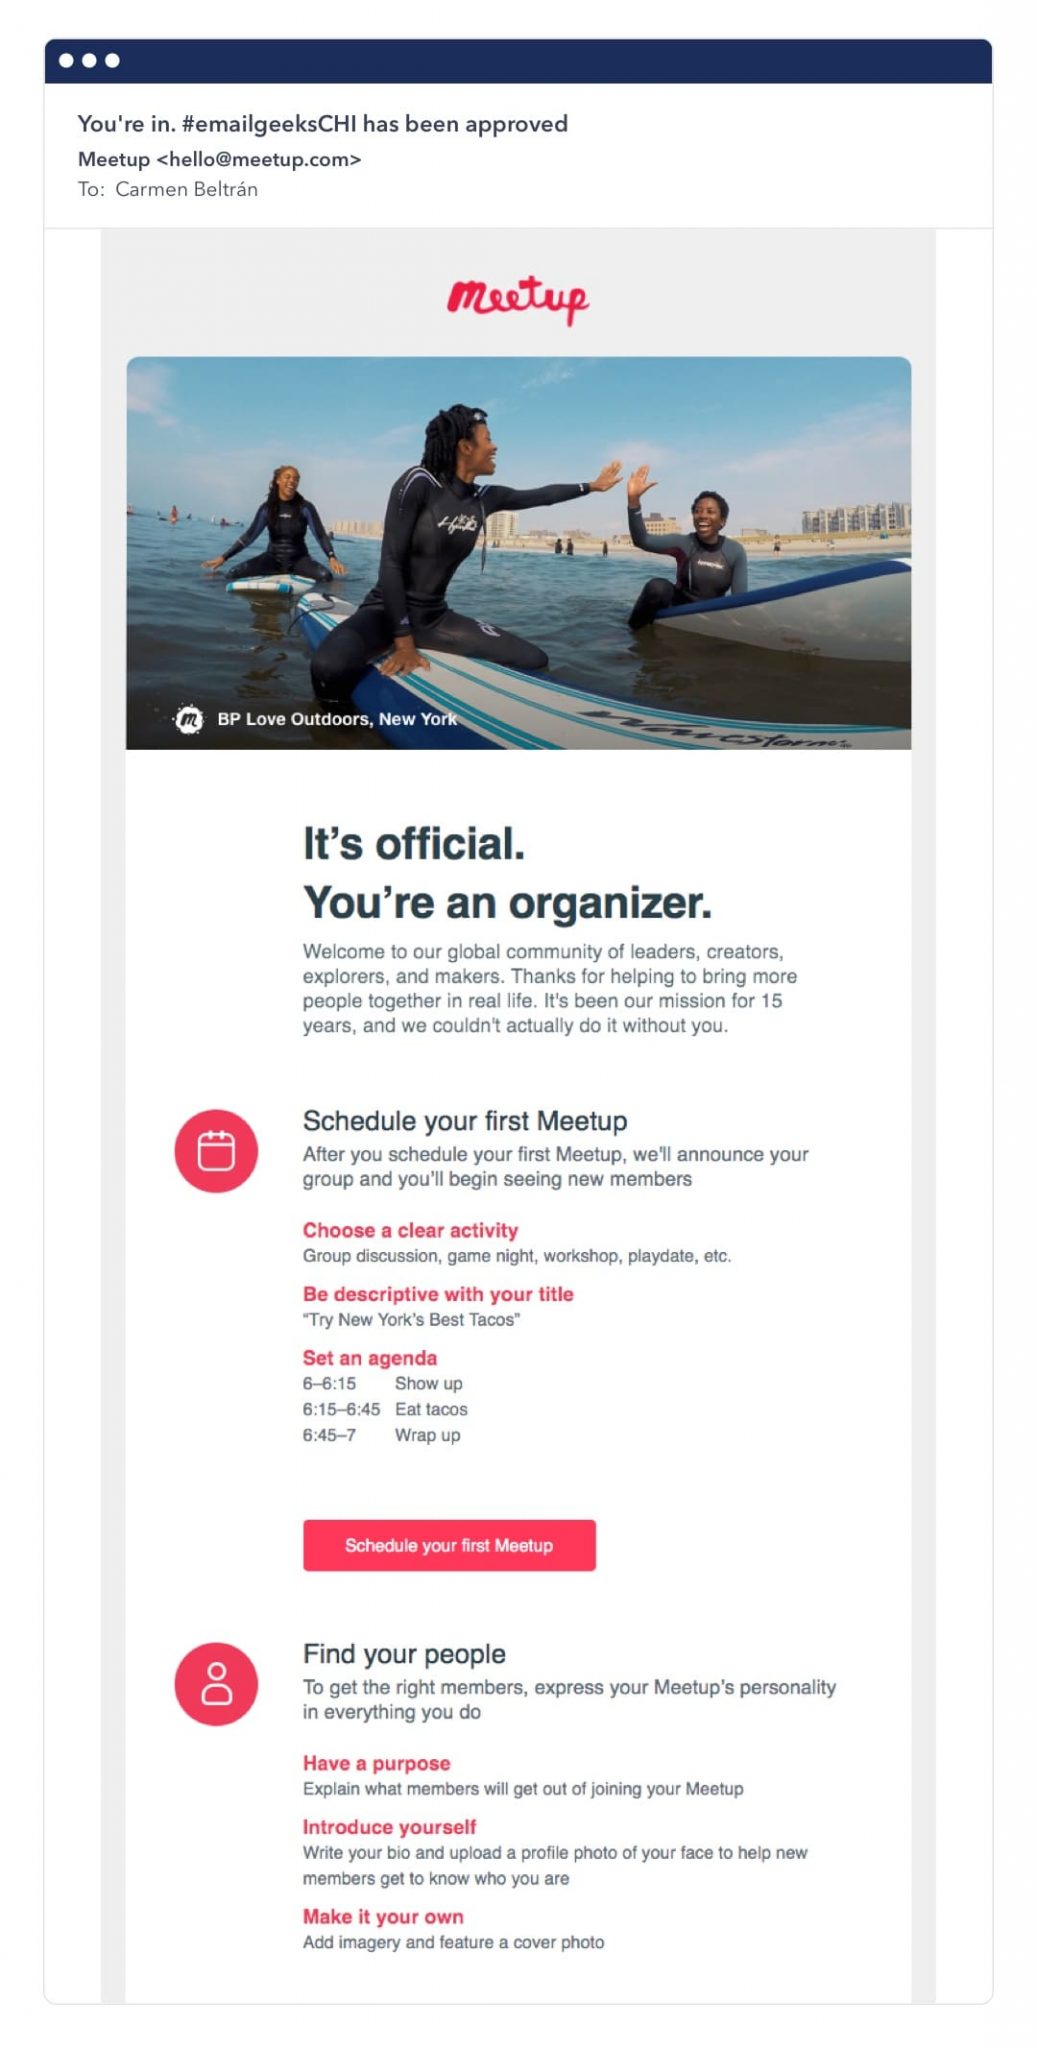 You're in. #emailgeeksCHI has been approved
Meetup <hello@meetup.com>
To: Carmen Beltrán
meetup
m BP Love Outdoors, New York
Wavestorm
It’s official.
You’re an organizer.
Welcome to our global community of leaders, creators,
explorers, and makers. Thanks for helping to bring more
people together in real life. It's been our mission for 15
years, and we couldn't actually do it without you.
Schedule your first Meetup
After you schedule your first Meetup, we'll announce your
group and you’ll begin seeing new members
Choose a clear activity
Group discussion, game night, workshop, playdate, etc.
Be descriptive with your title
“Try New York’s Best Tacos”
Set an agenda
6–6:15 Show up
6:15–6:45 Eat tacos
6:45–7 Wrap up
Schedule your first Meetup
Find your people
To get the right members, express your Meetup’s personality
in everything you do
Have a purpose
Explain what members will get out of joining your Meetup
Introduce yourself
Write your bio and upload a profile photo of your face to help new
members get to know who you are
Make it your own
Add imagery and feature a cover photo